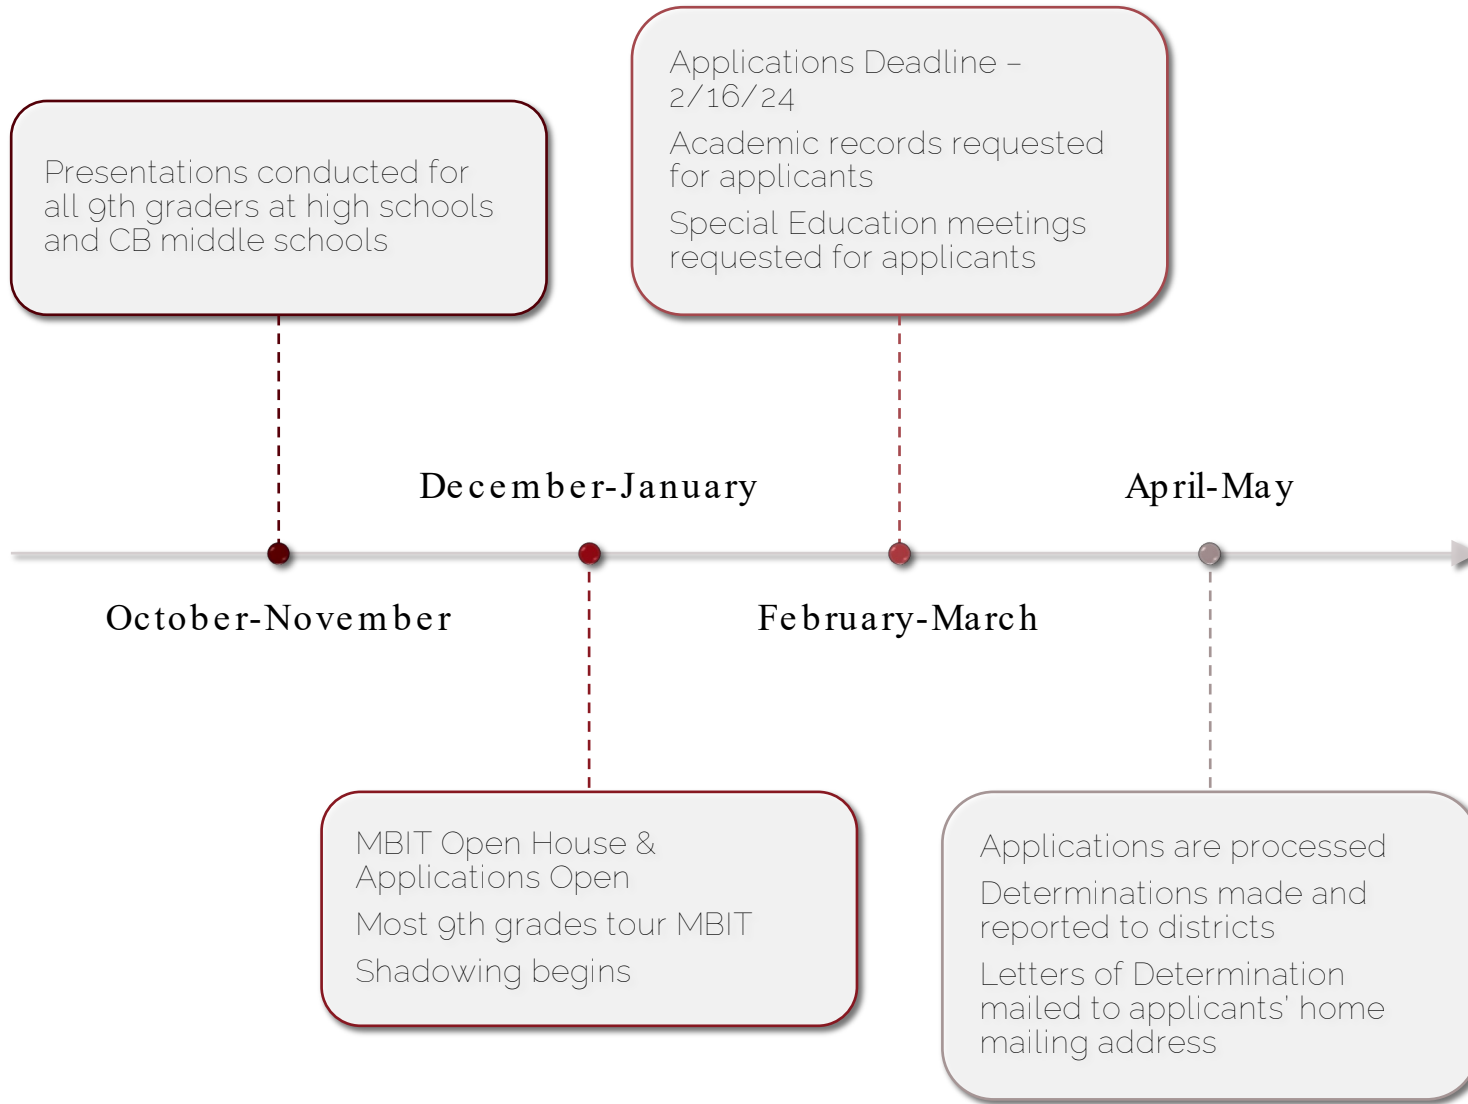 Presentations conducted for
all 9th graders at high schools
and CB middle schools
October-November
December-January
MBIT Open House &
Applications Open
Most 9th grades tour MBIT
Shadowing begins
Applications Deadline –
2/16/24
Academic records requested
for applicants
Special Education meetings
requested for applicants
February-March
April-May
Applications are processed
Determinations made and
reported to districts
Letters of Determination
mailed to applicants’ home
mailing address